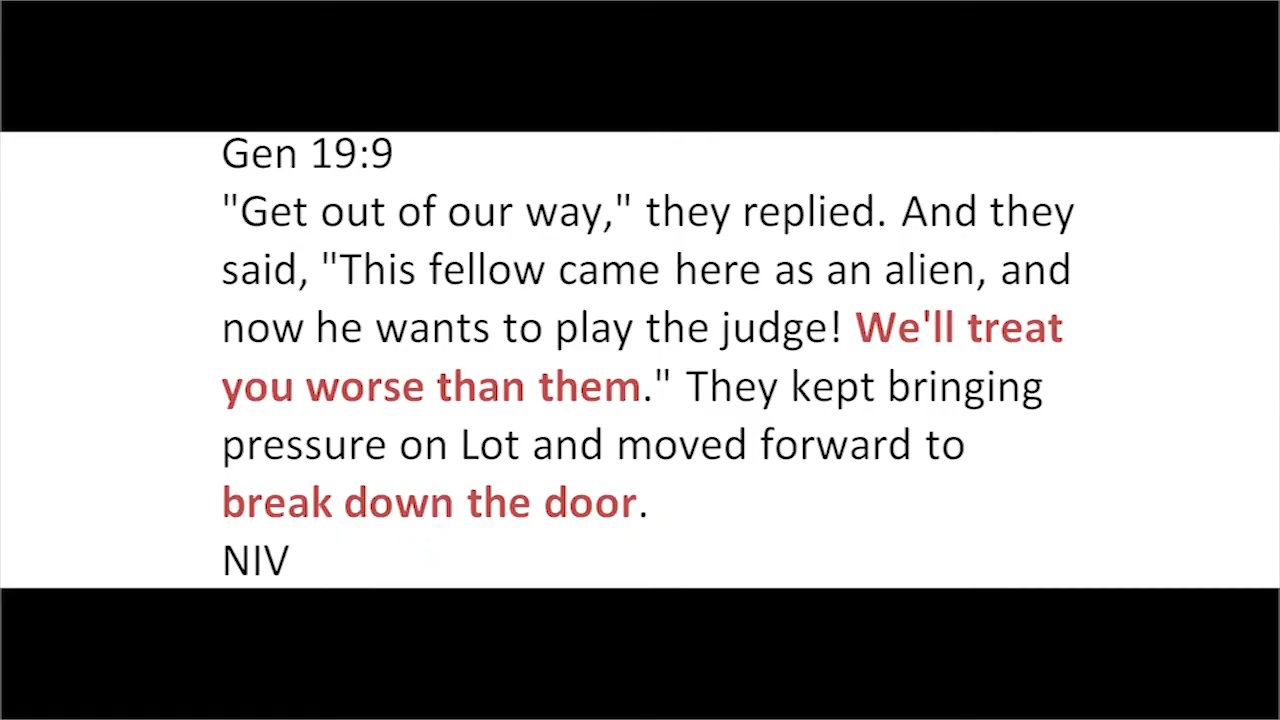 Gen 19:9
"Get out of our way," they replied. And they
said, "This fellow came here as an alien, and
now he wants to play the judge! We'll treat
you worse than them." They kept bringing
pressure on Lot and moved forward to
break down the door.
NIV